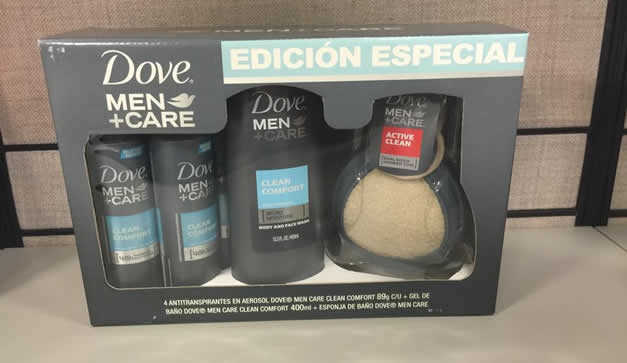 EDICIÓN ESPECIAL
Dove
MEN
+CARE
Dove
MEN
+CARE
CLEAN
COMFORT
Dove
MEN
+CARE
CLEAN
COMFORT
Dove
MEN
+CARE
CLEAN
COMFORT
BODY AND FACE WASH
Dove
MEN
+CARE
ACTIVE
CLEAN
4 ANTITRANSPIRANTES EN AEROSOL DOVE® MEN CARE CLEAN COMFORT 89g C/U + GEL DE
BAÑO DOVE® MEN CARE CLEAN COMFORT 400ml + ESPONJA DE BAÑO DOVE® MEN CARE